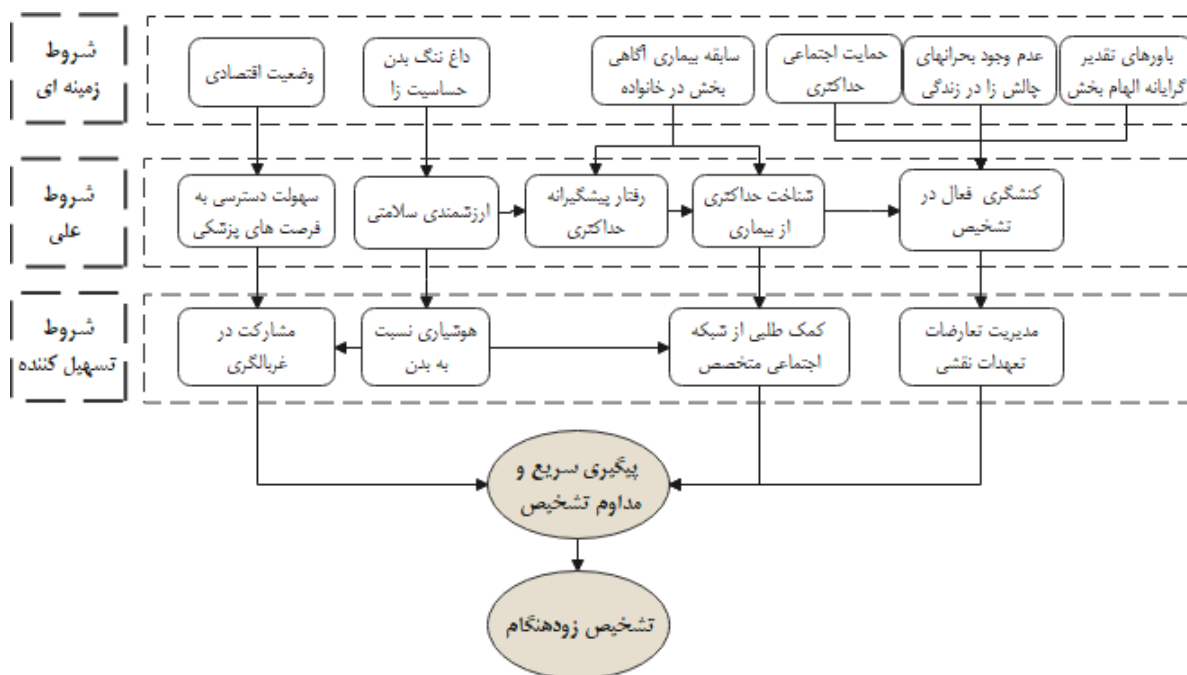 شروط
زمینه ای
باورهای تقدیر
گرایانه الهام بخش
عدم وجود بحرانهای
چالش زا در زندگی
حمایت اجتماعی
حداکثری
سابقه بیماری آگاهی
بخش در خانواده
داغ ننگ بدن
حساسیت زا
وضعیت اقتصادی
شروط
علی
کنشگری فعال در
تشخیص
شناخت حداکثری
از بیماری
رفتار پیشگیرانه
حداکثری
ارزشمندی سلامتی
سهولت دسترسی به
فرصت های پزشکی
شروط
تسهیل کننده
مدیریت تعارضات
تعهدات نقشی
کمک طلبی از شبکه
اجتماعی متخصص
هوشیاری نسبت
به بدن
مشارکت در
غربالگری
پیگیری سریع و
مداوم تشخیص
تشخیص زودهنگام